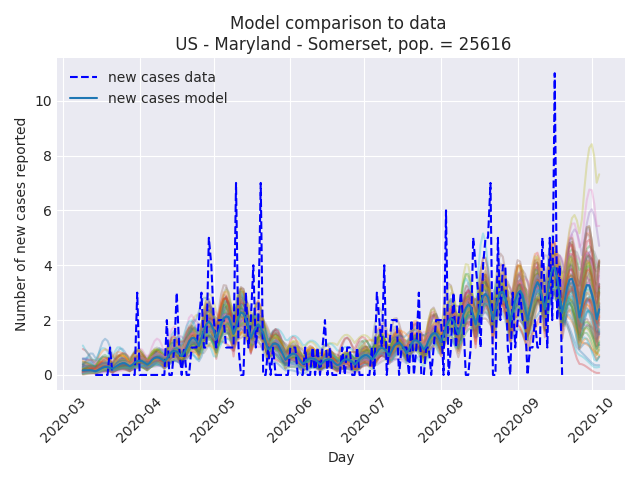 Model comparison to data
US - Maryland - Somerset, pop. = 25616
new cases data
new cases model
Number of new cases reported
10
8
6
4
2
0
2020-03
2020-04
2020-05
2020-06
2020-07
2020-08
2020-09
2020-10
Day